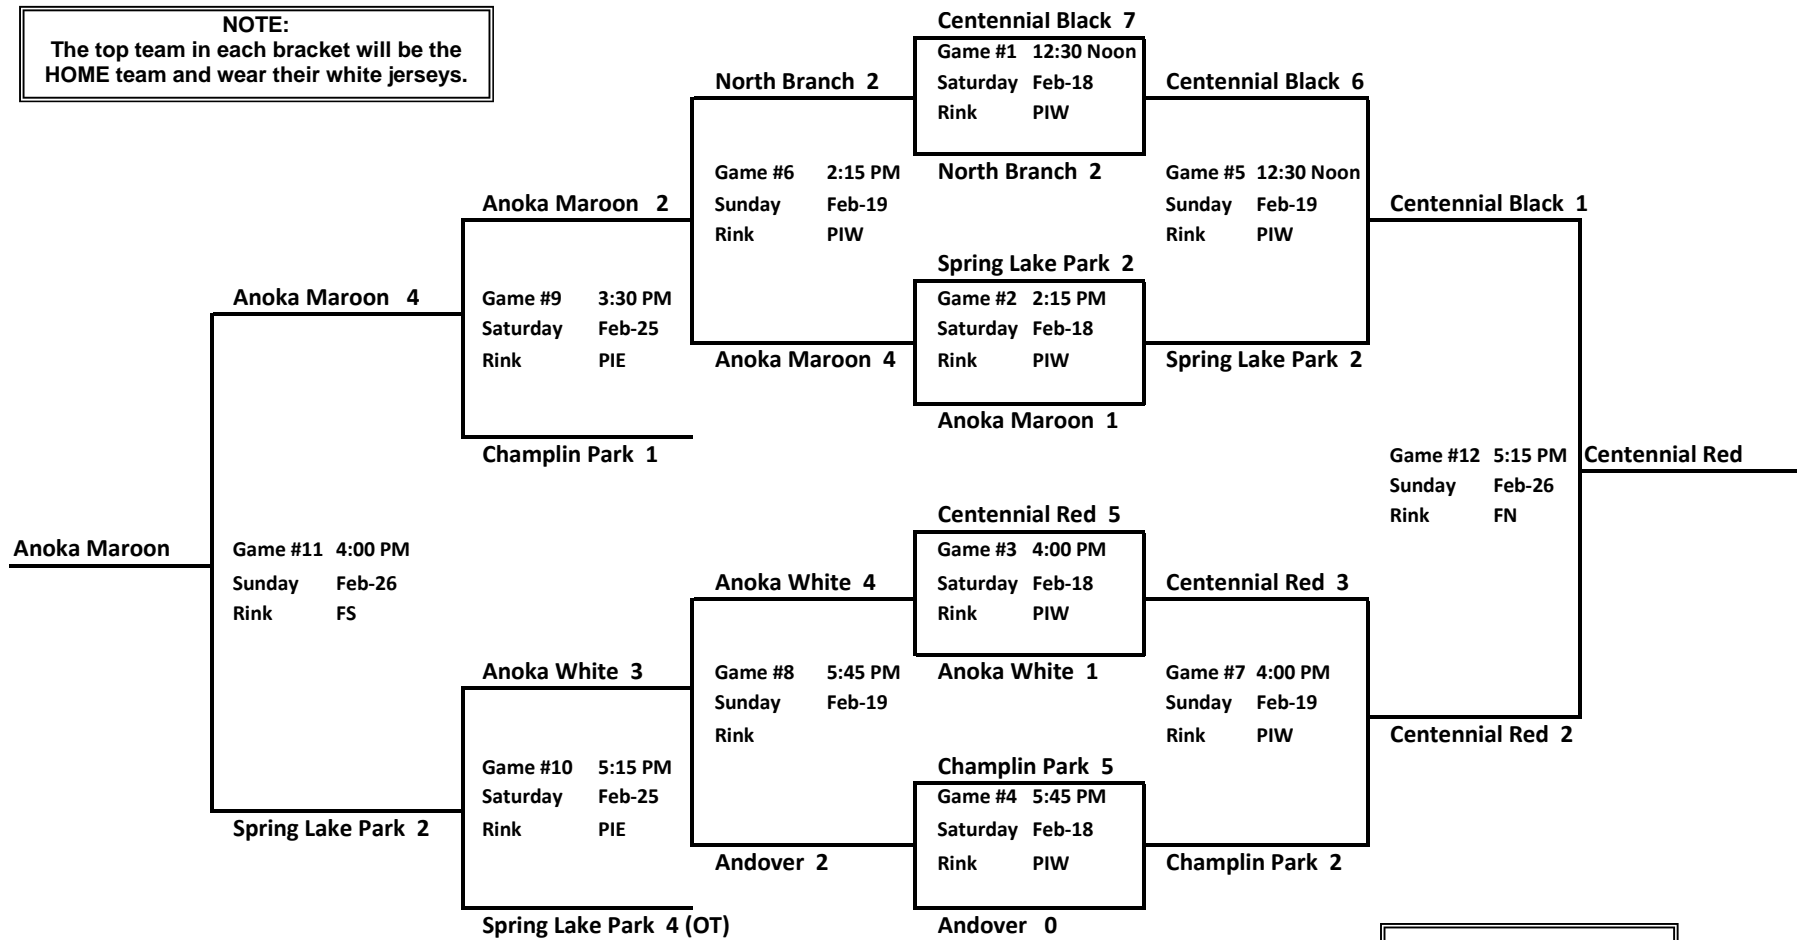 NOTE:
The top team in each bracket will be the
HOME team and wear their white jerseys.
Centennial Black 7
Game #1 12:30 Noon
Saturday Feb-18
Rink PIW
North Branch 2
North Branch 2
Centennial Black 6
Game #6 2:15 PM
Sunday Feb-19
Rink PIW
Game #5 12:30 Noon
Sunday Feb-19
Rink PIW
Anoka Maroon 2
Centennial Black 1
Spring Lake Park 2
Game #2 2:15 PM
Saturday Feb-18
Rink PIW
Anoka Maroon 1
Anoka Maroon 4
Game #9 3:30 PM
Saturday Feb-25
Rink PIE
Anoka Maroon 4
Spring Lake Park 2
Champlin Park 1
Game #12 5:15 PM
Sunday Feb-26
Rink FN
Centennial Red
Anoka Maroon
Game #11 4:00 PM
Sunday Feb-26
Rink FS
Centennial Red 5
Game #3 4:00 PM
Saturday Feb-18
Rink PIW
Anoka White 1
Anoka White 4
Centennial Red 3
Anoka White 3
Game #8 5:45 PM
Sunday Feb-19
Rink
Game #7 4:00 PM
Sunday Feb-19
Rink PIW
Centennial Red 2
Game #10 5:15 PM
Saturday Feb-25
Rink PIE
Champlin Park 5
Game #4 5:45 PM
Saturday Feb-18
Rink PIW
Andover 0
Spring Lake Park 2
Andover 2
Champlin Park 2
Spring Lake Park 4 (OT)